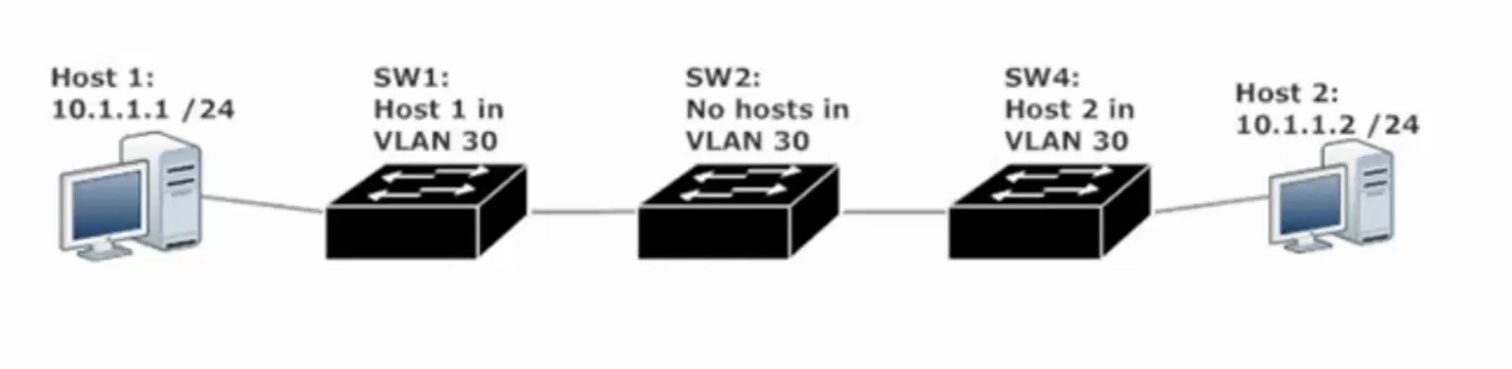 Host 1:
10.1.1.1 /24
SW1:
Host 1 in
VLAN 30
SW2:
No hosts in
VLAN 30
SW4:
Host 2 in
VLAN 30
Host 2:
10.1.1.2 /24